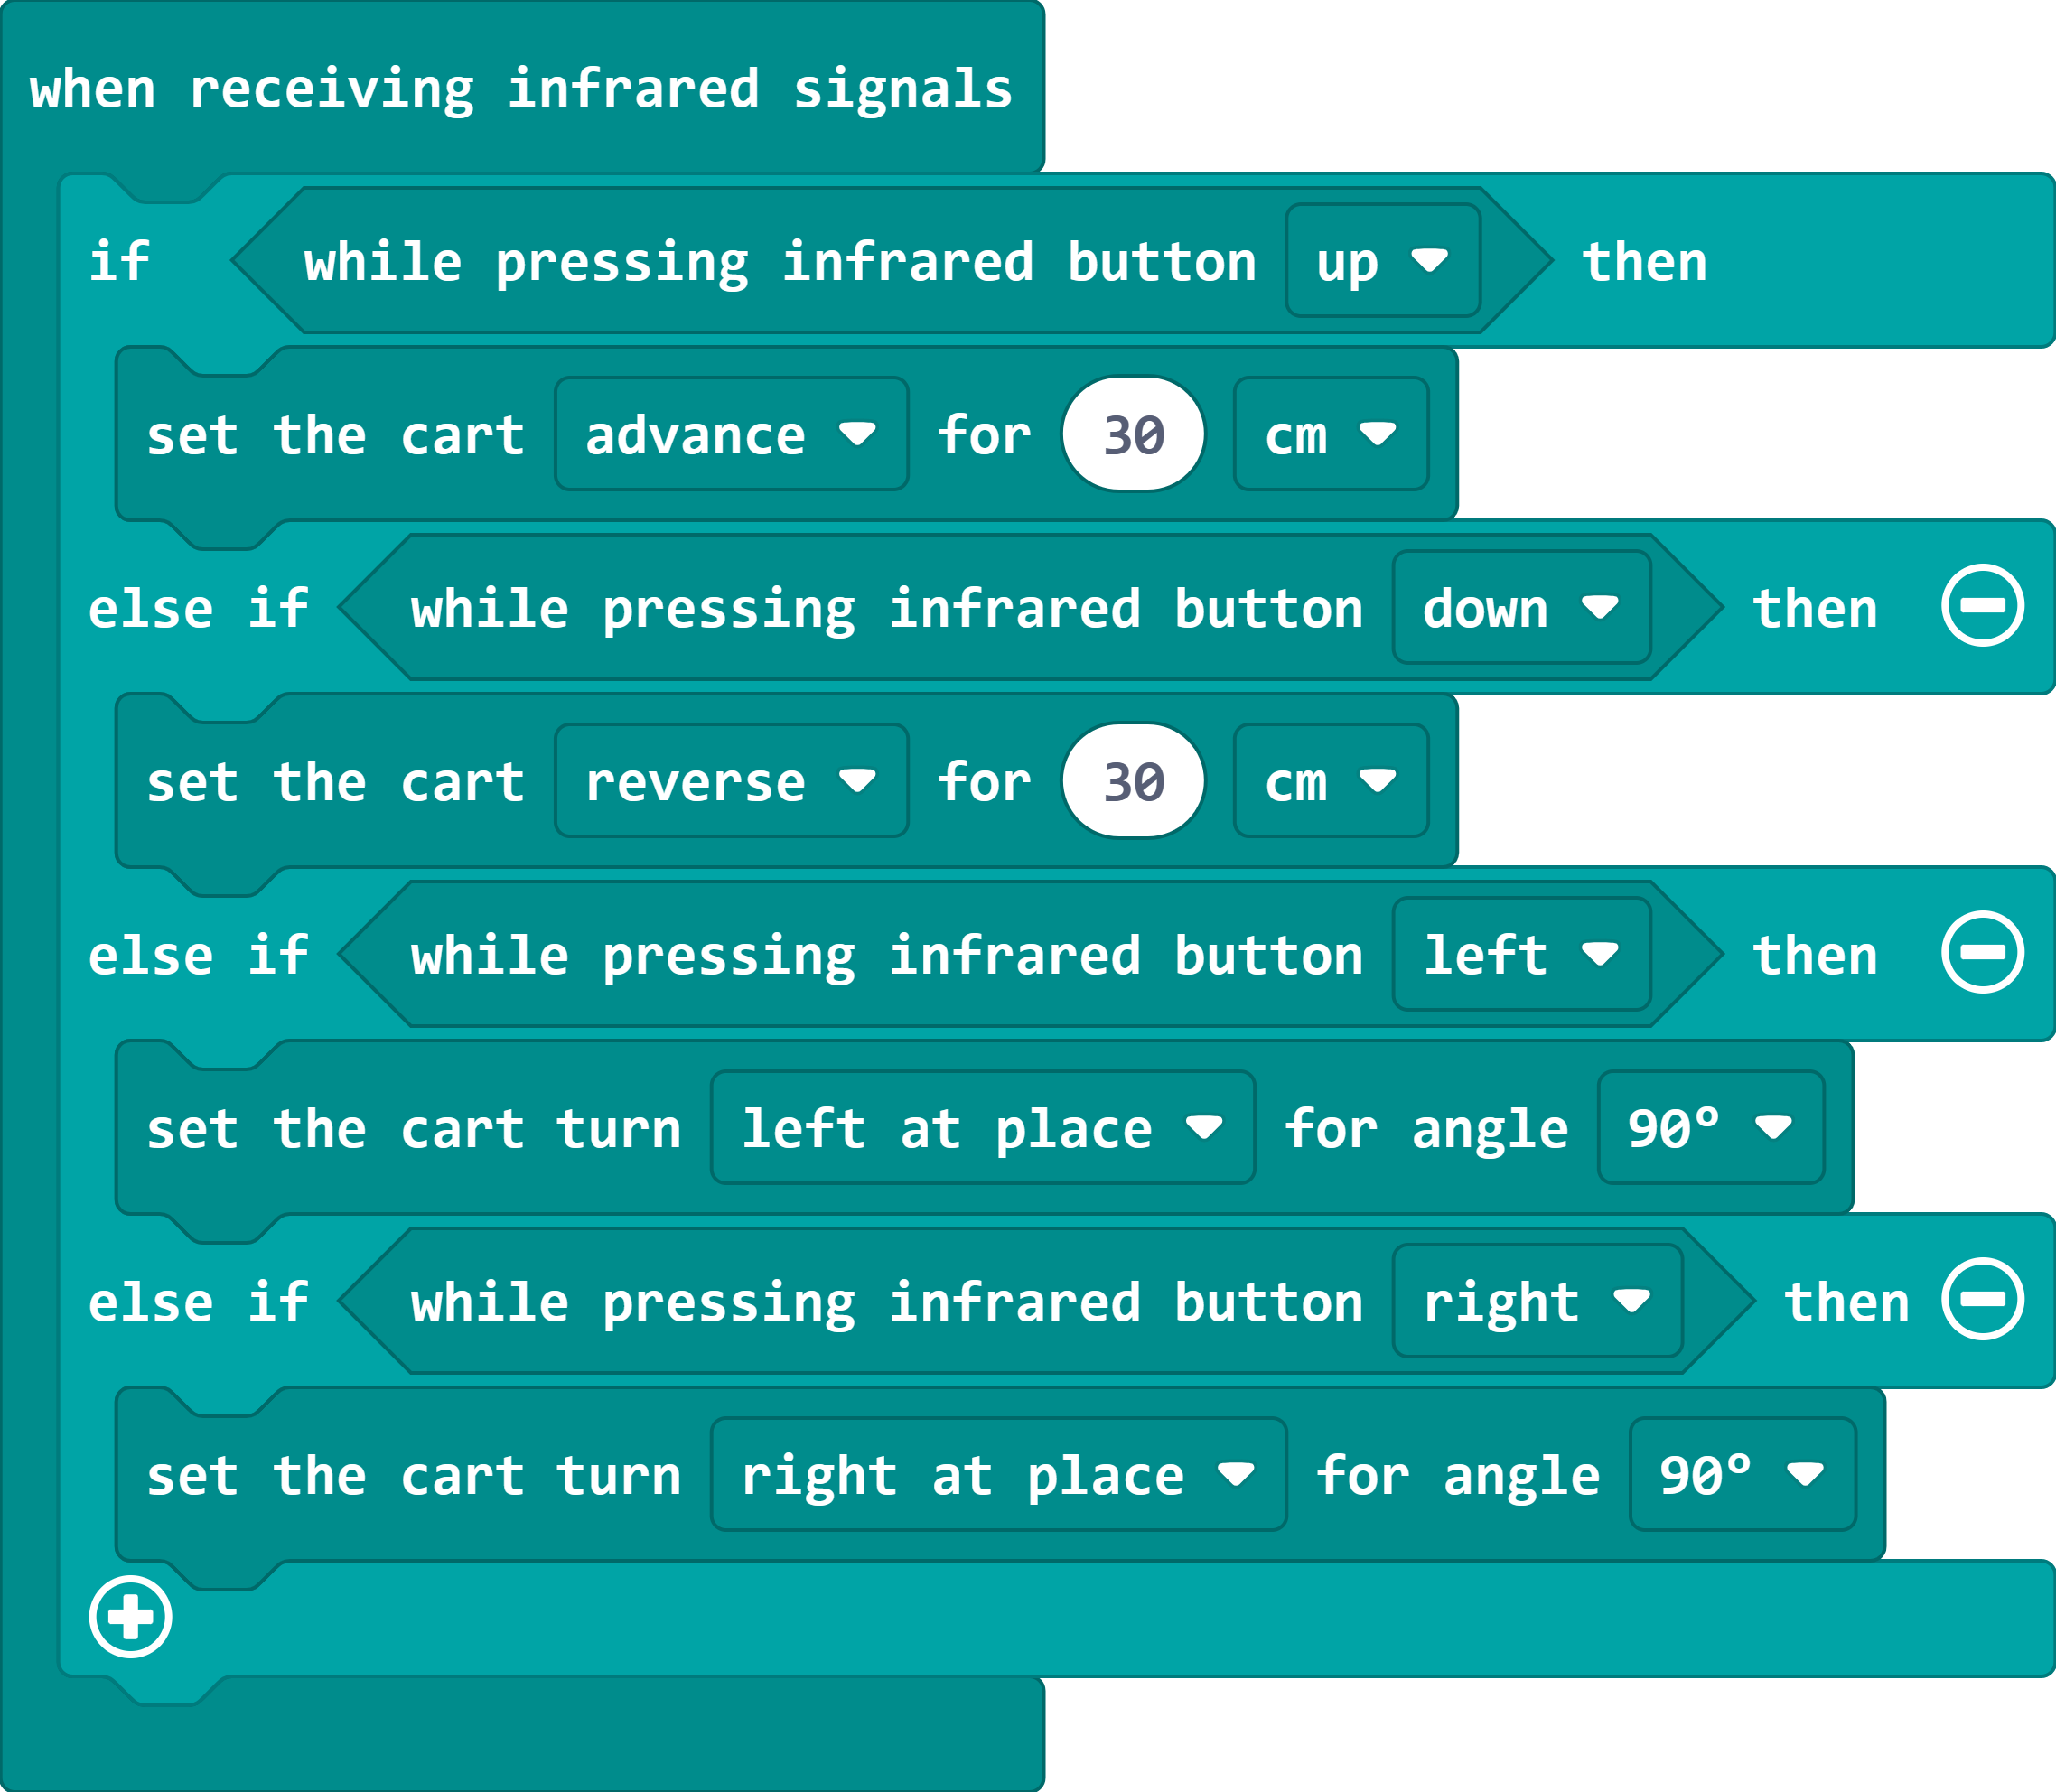 when receiving infrared signals
if while pressing infrared button up then
set the cart advance for 30 cm
else if while pressing infrared button down then
set the cart reverse for 30 cm
else if while pressing infrared button left then
set the cart turn left at place for angle 90°
else if while pressing infrared button right then
set the cart turn right at place for angle 90°